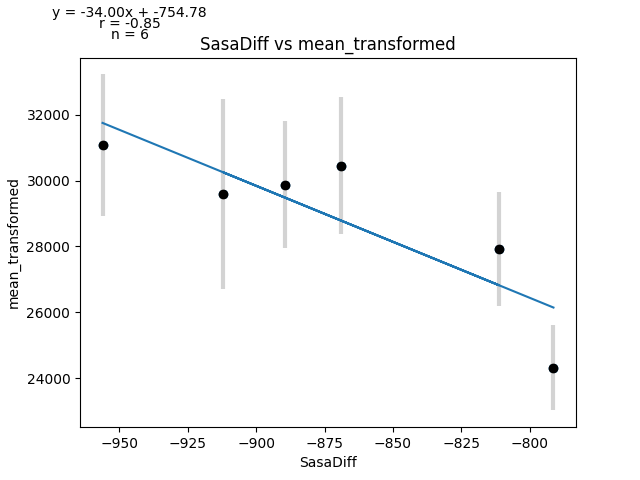 y = -34.00x + -754.78
r = -0.85
n = 6
SasaDiff vs mean_transformed
mean_transformed
32000
30000
28000
26000
24000
−950
−925
−900
−875
−850
−825
−800
SasaDiff